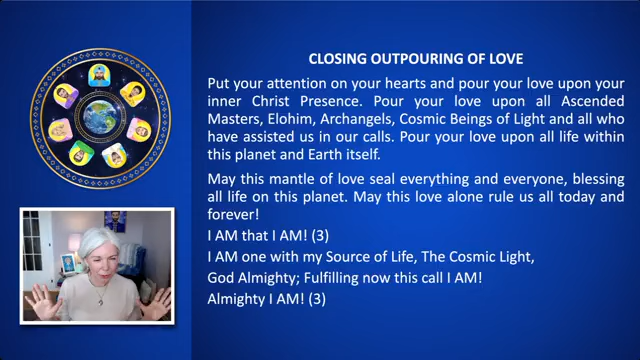 CLOSING OUTPOURING OF LOVE
Put your attention on your hearts and pour your love upon your
inner Christ Presence. Pour your love upon all Ascended
Masters, Elohim, Archangels, Cosmic Beings of Light and all who
have assisted us in our calls. Pour your love upon all life within
this planet and Earth itself.
May this mantle of love seal everything and everyone, blessing
all life on this planet. May this love alone rule us all today and
forever!
I AM that I AM! (3)
I AM one with my Source of Life, The Cosmic Light,
God Almighty; Fulfilling now this call I AM!
Almighty I AM! (3)